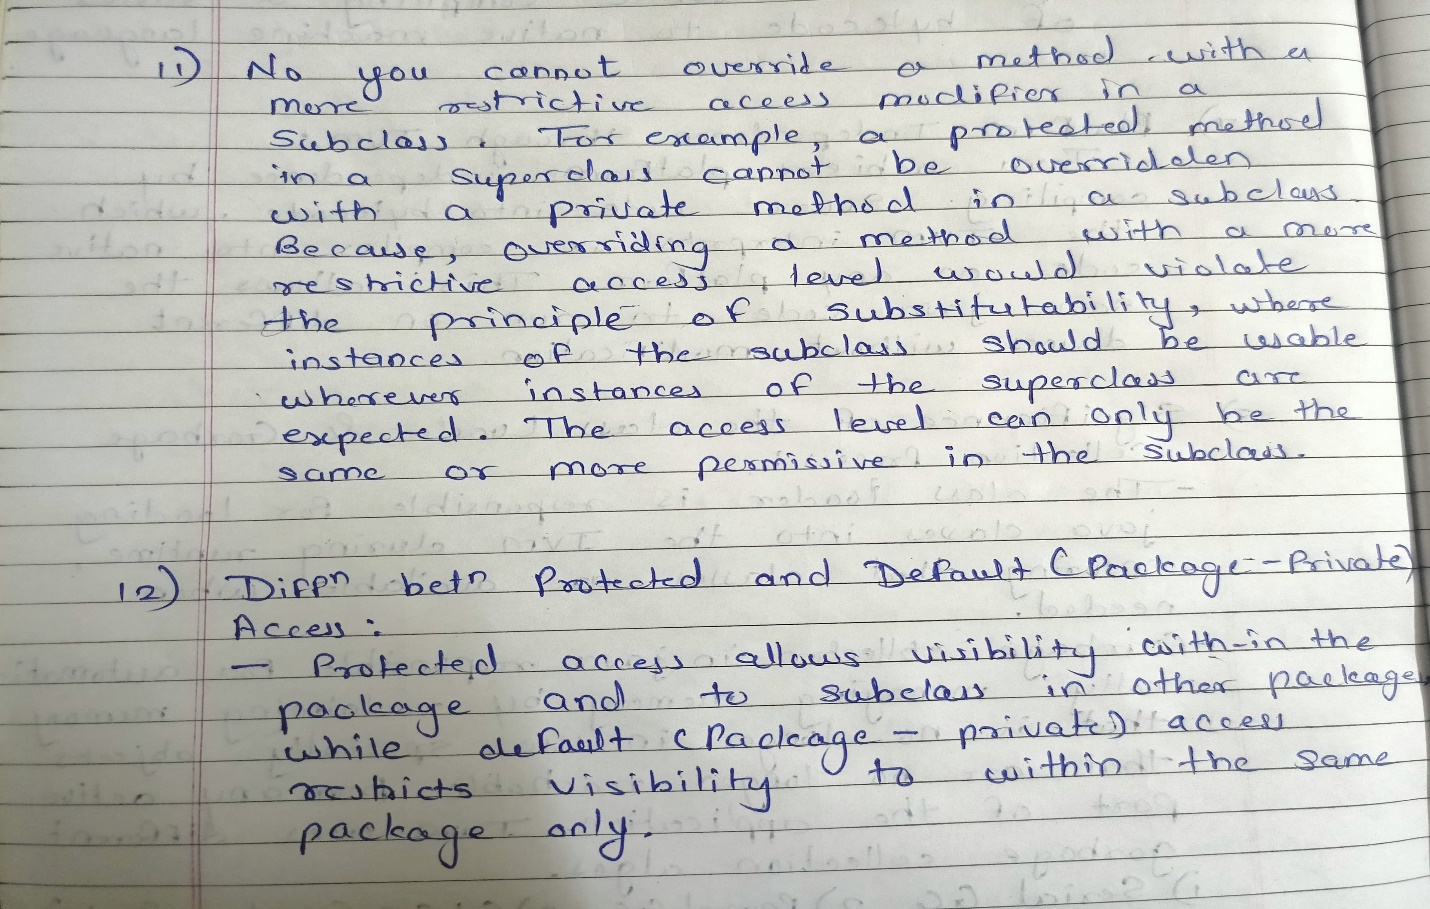 11) No you cannot override a method with a
more restrictive access modifier in a
Subclass. For example, a protected method
in a superclass cannot be overridden
with a private method in a subclass.
Because, overriding a method with a more
restrictive access level would violate
the principle of substitutability, where
instances of the subclass should be usable
wherever instances of the superclass are
expected. The access level can only be the
same or more permissive in the subclass.
12) Diffn betn Protected and Default (Package-Private)
Access:
- Protected access allows visibility with-in the
package and to subclass in other package
while default (Package - private) access
restricts visibility to within the same
package only.